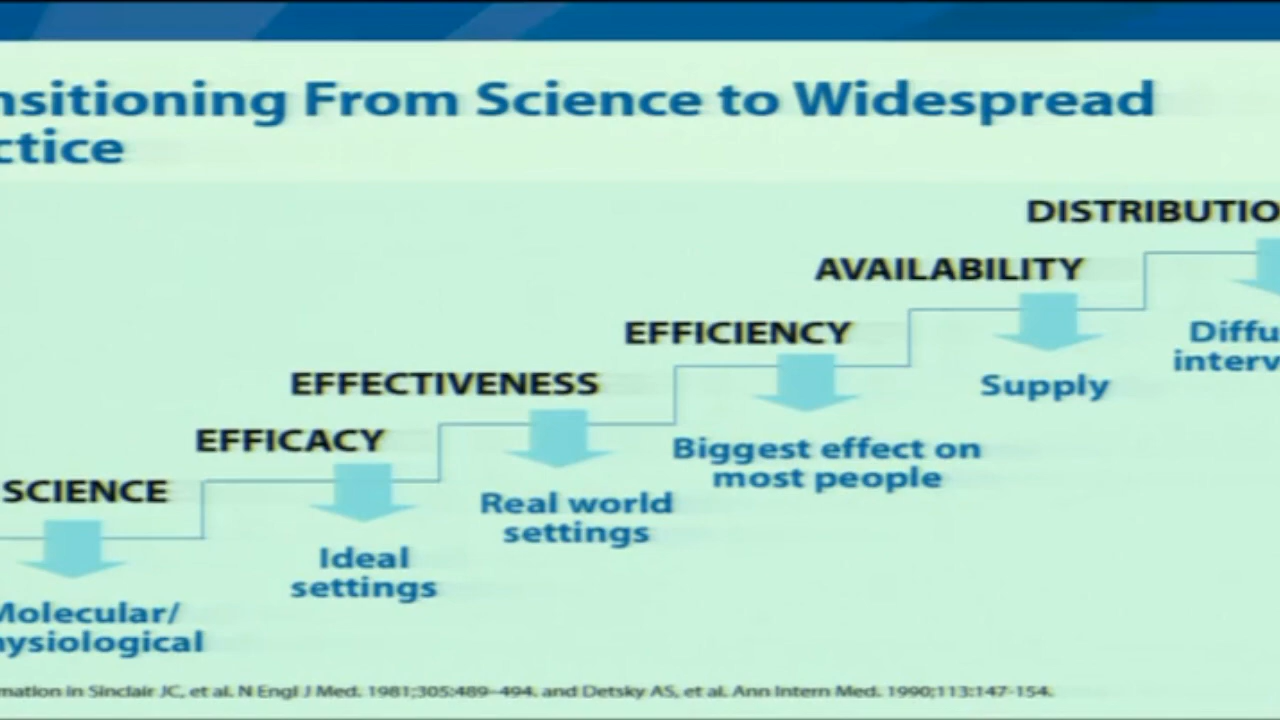 nsitioning From Science to Widespread
ctice
DISTRIBUTIO
AVAILABILITY
EFFICIENCY
EFFECTIVENESS
EFFICACY
SCIENCE
Diffu
interv
Supply
Biggest effect on
most people
Real world
settings
Ideal
settings
Molecular/
hysiological
mation in Sinclair JC, et al. N Engl J Med. 1981;305:489-494. and Detsky AS, et al. Ann Intern Med. 1990;113:147-154.